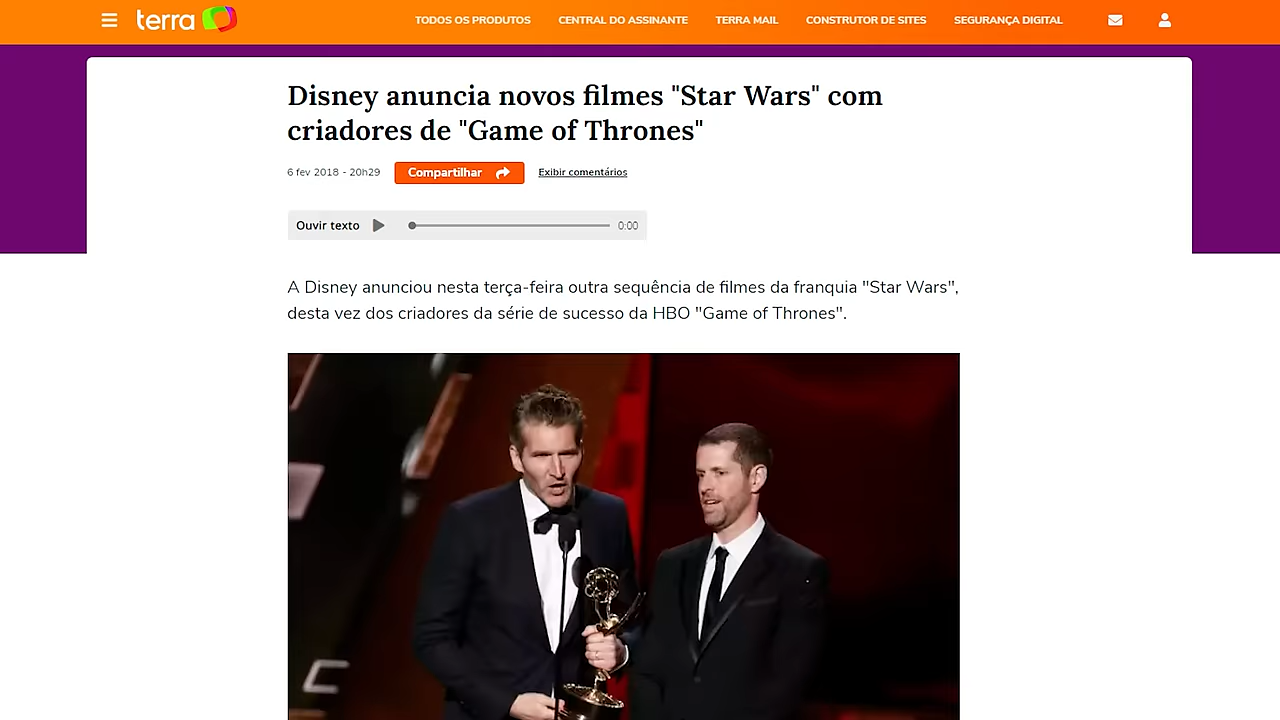 terra
TODOS OS PRODUTOS
CENTRAL DO ASSINANTE
TERRA MAIL
CONSTRUTOR DE SITES
SEGURANÇA DIGITAL
Disney anuncia novos filmes "Star Wars" com
criadores de "Game of Thrones"
6 fev 2018 - 20h29
Compartilhar
Exibir comentários
Ouvir texto
0:00
A Disney anunciou nesta terça-feira outra sequência de filmes da franquia "Star Wars",
desta vez dos criadores da série de sucesso da HBO "Game of Thrones".